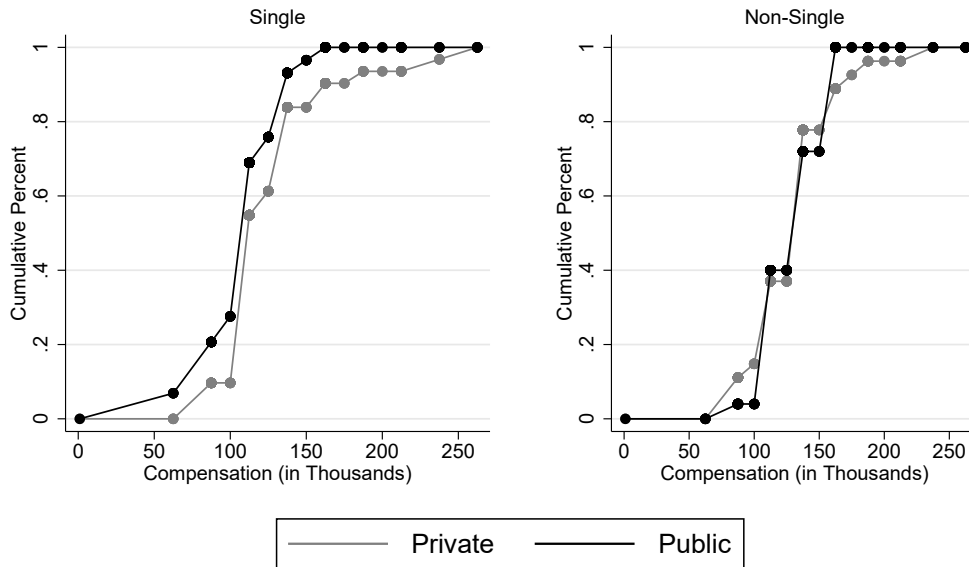 Single
Cumulative Percent
1
.8
.6
.4
.2
0
0 50 100 150 200 250
Compensation (in Thousands)
Non-Single
Cumulative Percent
1
.8
.6
.4
.2
0
0 50 100 150 200 250
Compensation (in Thousands)
Private Public